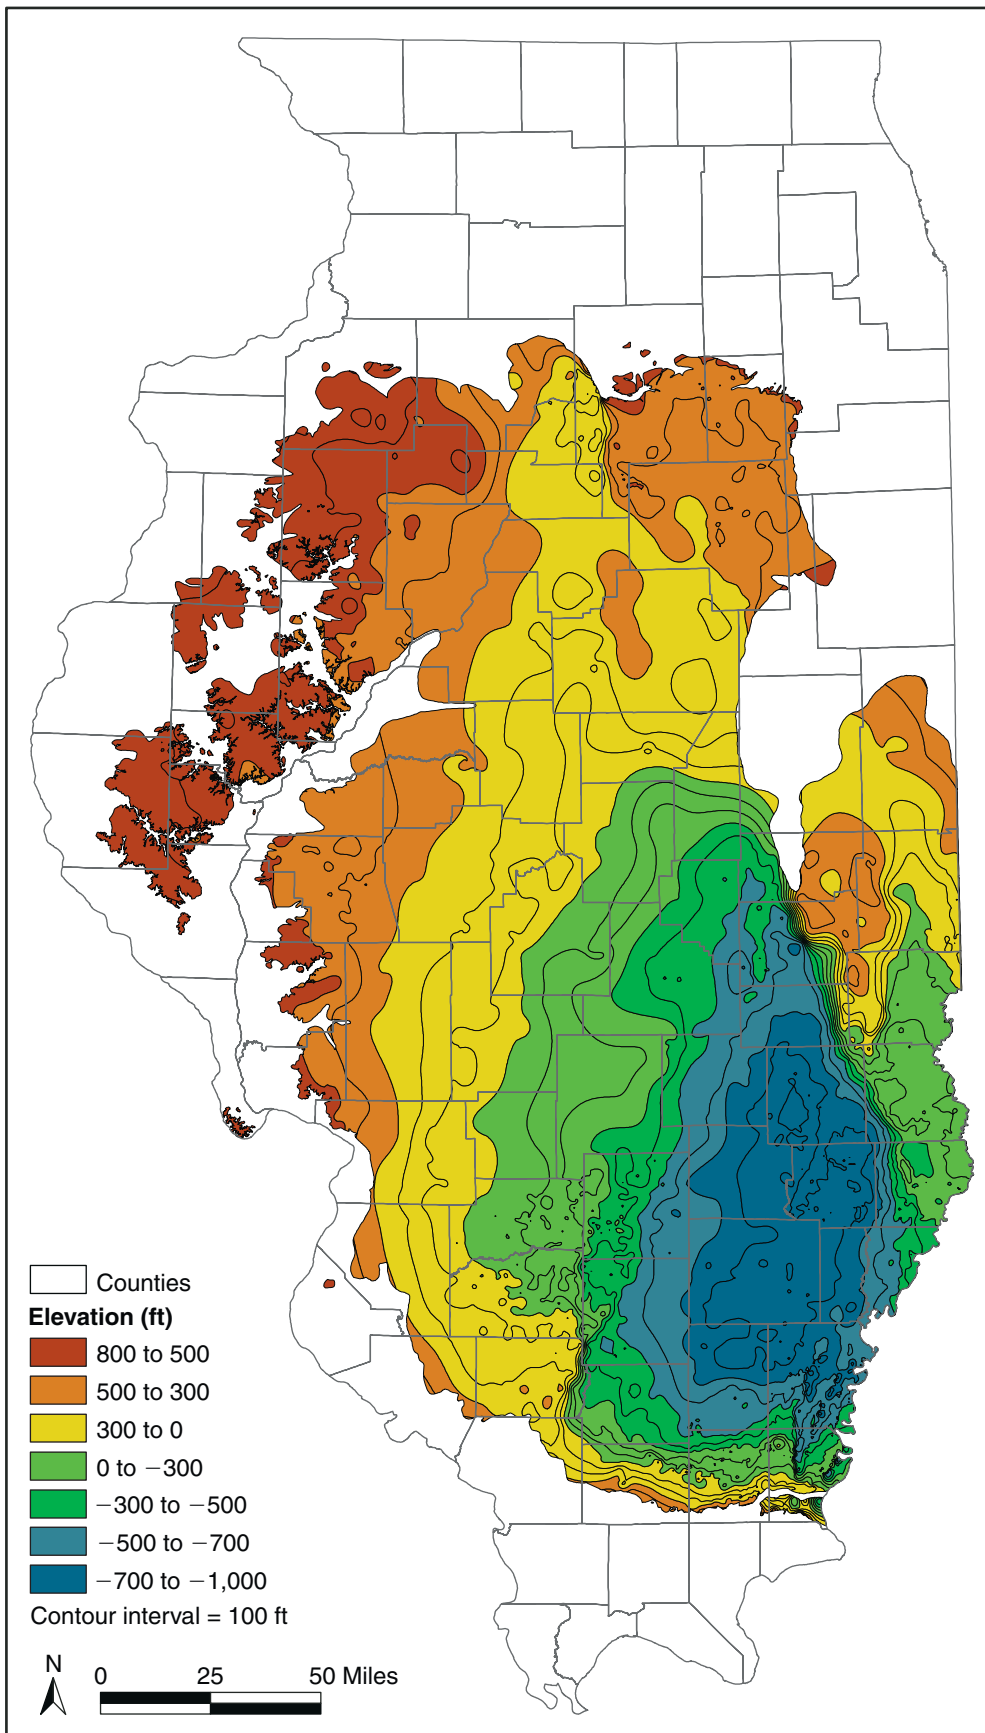 Counties
Elevation (ft)
800 to 500
500 to 300
300 to 0
0 to −300
−300 to −500
−500 to −700
−700 to −1,000
Contour interval = 100 ft
N
0 25 50 Miles